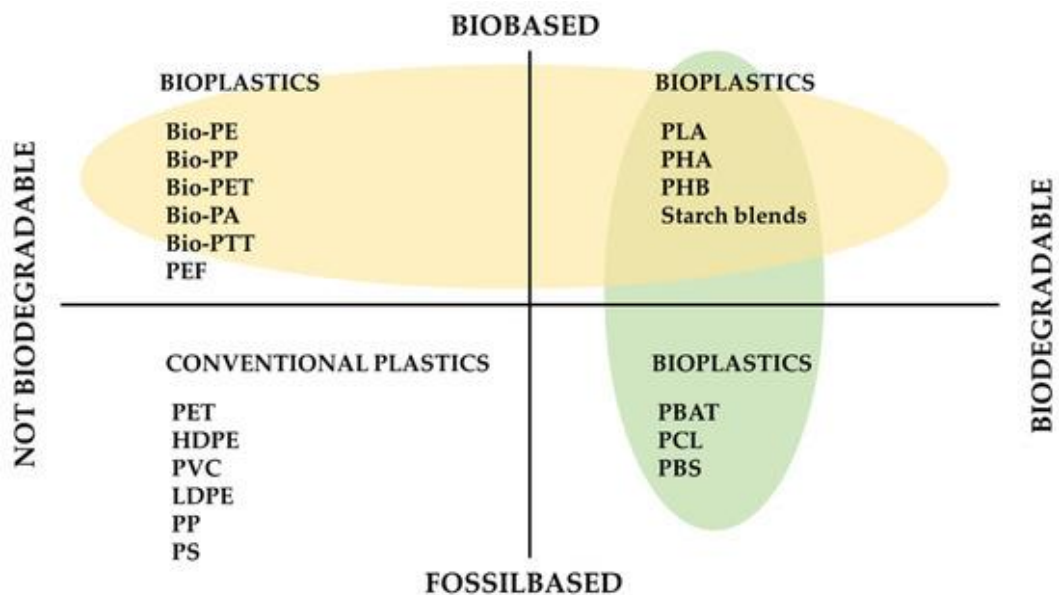 BIOBASED
NOT BIODEGRADABLE
BIOPLASTICS
Bio-PE
Bio-PP
Bio-PET
Bio-PA
Bio-PTT
PEF
BIOPLASTICS
PLA
PHA
PHB
Starch blends
BIODEGRADABLE
CONVENTIONAL PLASTICS
PET
HDPE
PVC
LDPE
PP
PS
BIOPLASTICS
PBAT
PCL
PBS
FOSSILBASED